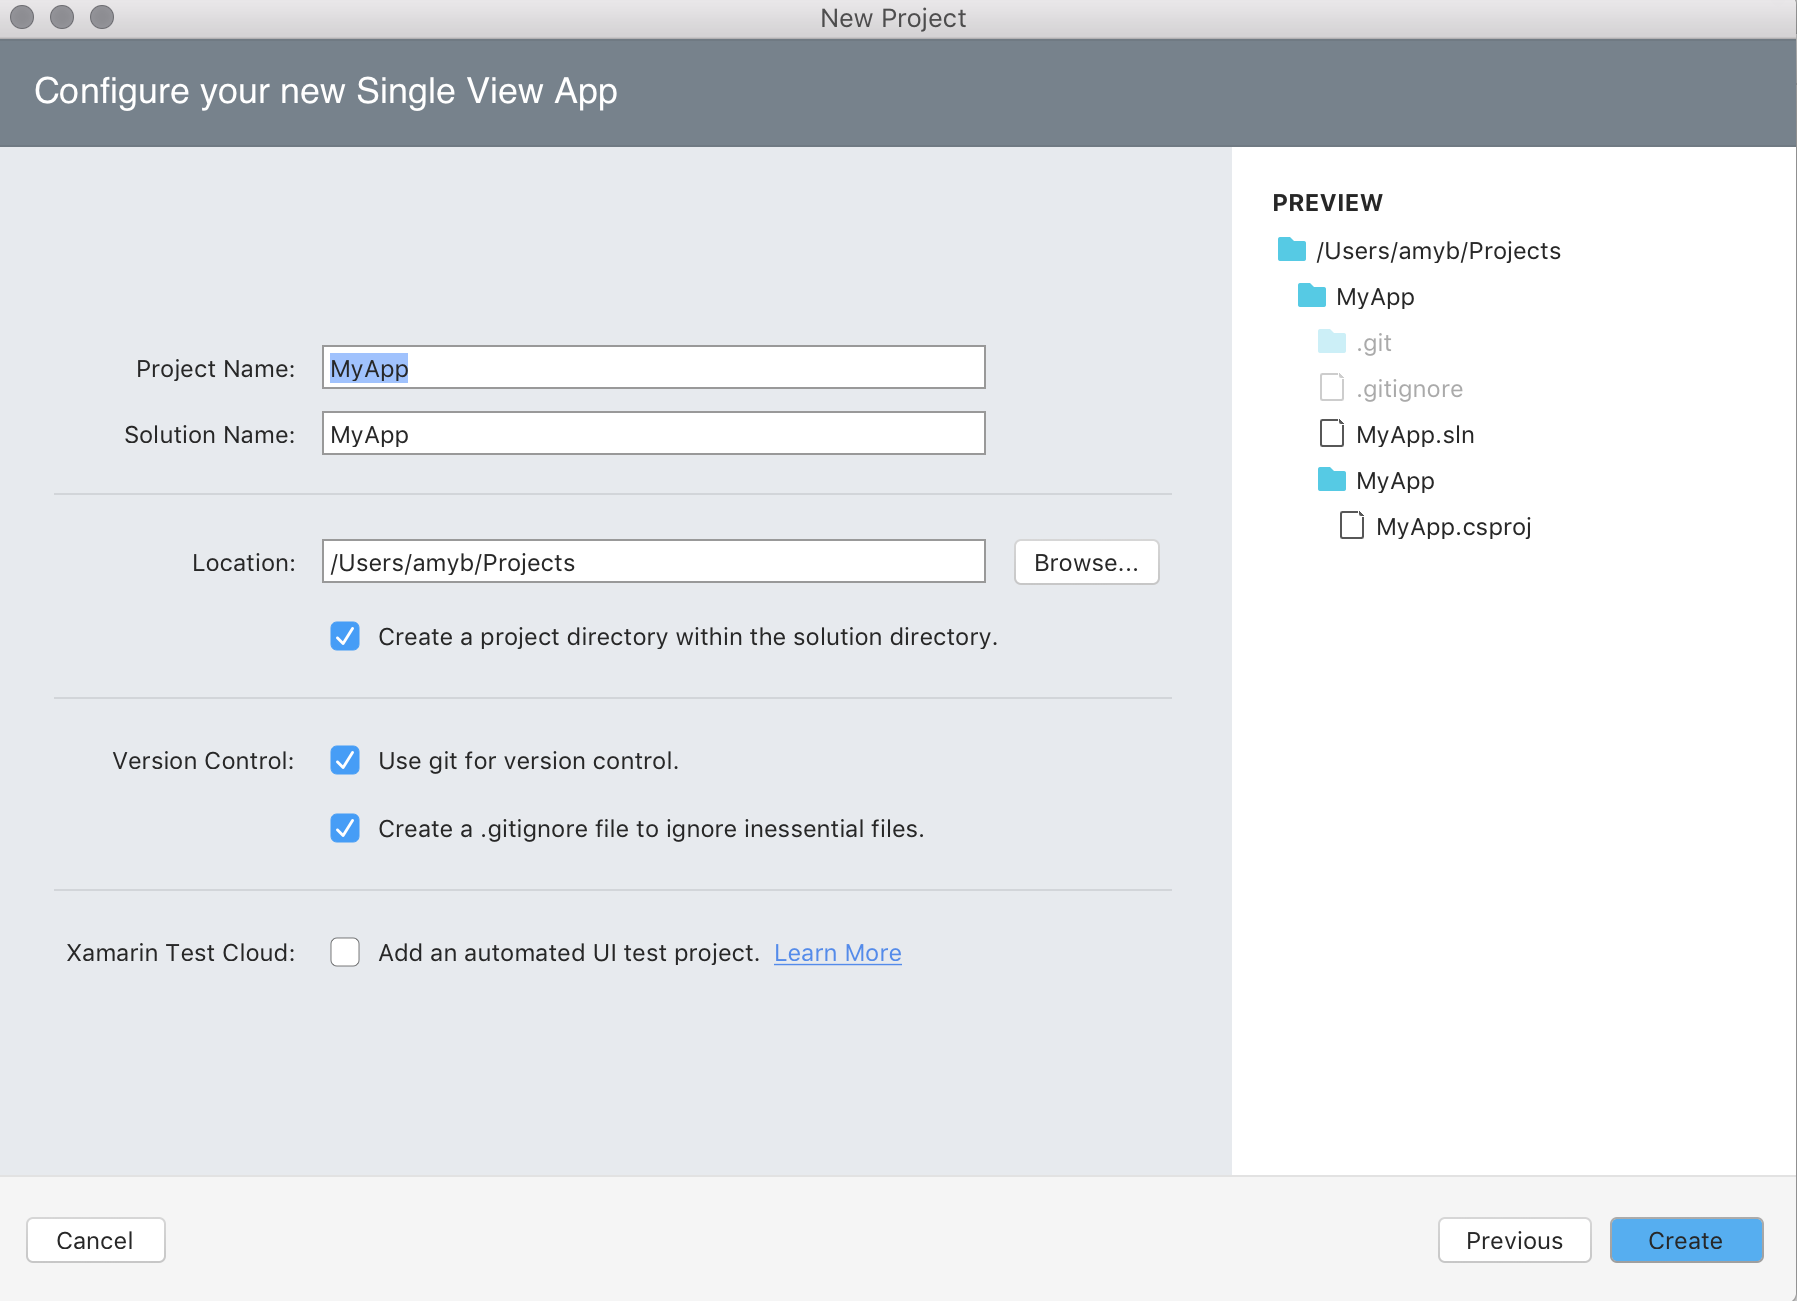 New Project
Configure your new Single View App
Project Name: MyApp
Solution Name: MyApp
Location: /Users/amyb/Projects Browse...
Create a project directory within the solution directory.
Version Control: Use git for version control.
Create a .gitignore file to ignore inessential files.
Xamarin Test Cloud: Add an automated UI test project. Learn More
PREVIEW
/Users/amyb/Projects
MyApp
.git
.gitignore
MyApp.sln
MyApp
MyApp.csproj
Cancel Previous Create